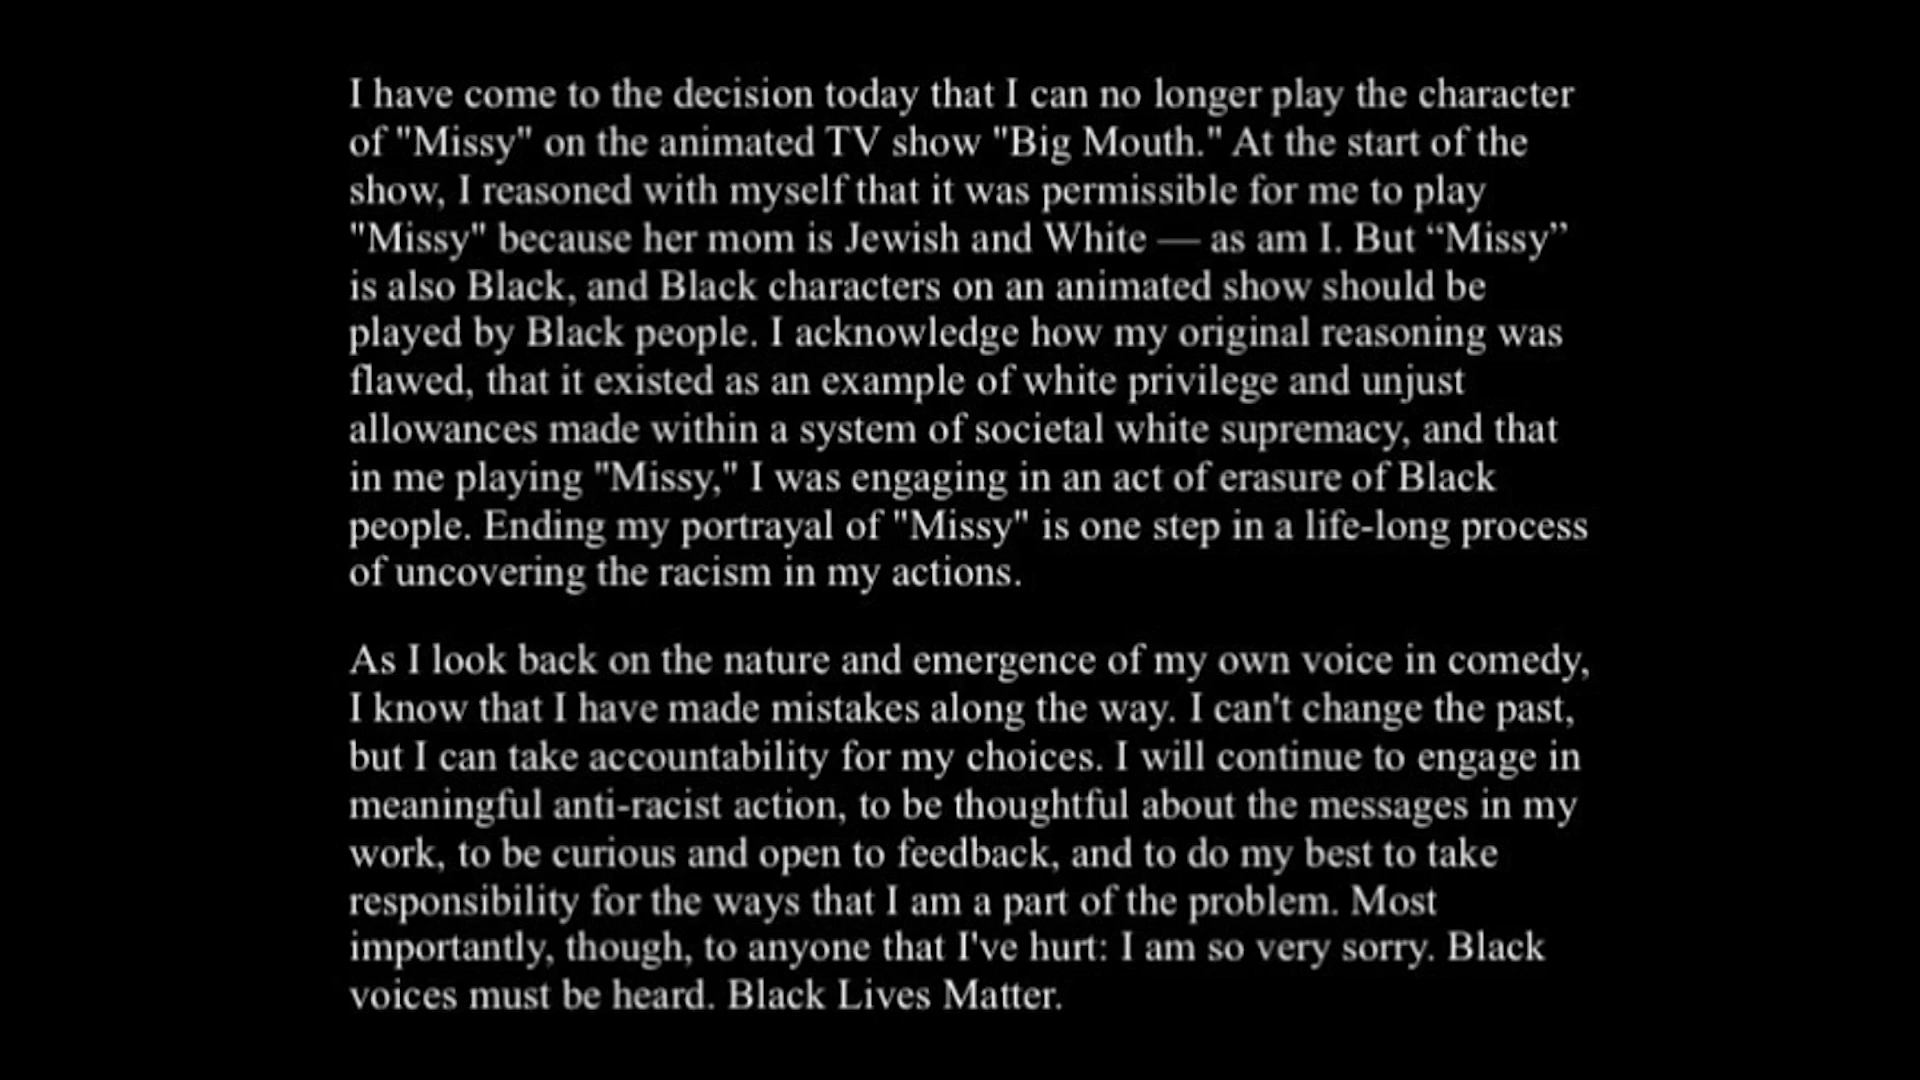 I have come to the decision today that I can no longer play the character
of "Missy" on the animated TV show "Big Mouth." At the start of the
show, I reasoned with myself that it was permissible for me to play
"Missy" because her mom is Jewish and White — as am I. But “Missy”
is also Black, and Black characters on an animated show should be
played by Black people. I acknowledge how my original reasoning was
flawed, that it existed as an example of white privilege and unjust
allowances made within a system of societal white supremacy, and that
in me playing "Missy," I was engaging in an act of erasure of Black
people. Ending my portrayal of "Missy" is one step in a life-long process
of uncovering the racism in my actions.

As I look back on the nature and emergence of my own voice in comedy,
I know that I have made mistakes along the way. I can't change the past,
but I can take accountability for my choices. I will continue to engage in
meaningful anti-racist action, to be thoughtful about the messages in my
work, to be curious and open to feedback, and to do my best to take
responsibility for the ways that I am a part of the problem. Most
importantly, though, to anyone that I've hurt: I am so very sorry. Black
voices must be heard. Black Lives Matter.